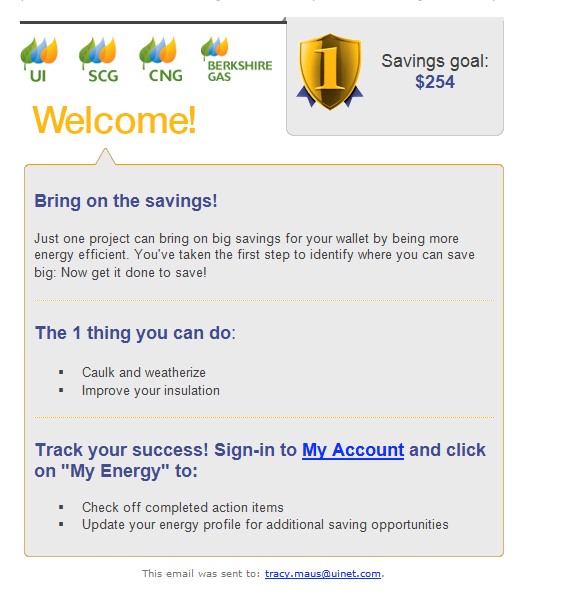 UI SCG CNG BERKSHIRE
GAS
1
Savings goal:
$254
Welcome!
Bring on the savings!
Just one project can bring on big savings for your wallet by being more
energy efficient. You've taken the first step to identify where you can save
big: Now get it done to save!
The 1 thing you can do:
▪ Caulk and weatherize
▪ Improve your insulation
Track your success! Sign-in to My Account and click
on "My Energy" to:
▪ Check off completed action items
▪ Update your energy profile for additional saving opportunities
This email was sent to: tracy.maus@uinet.com.